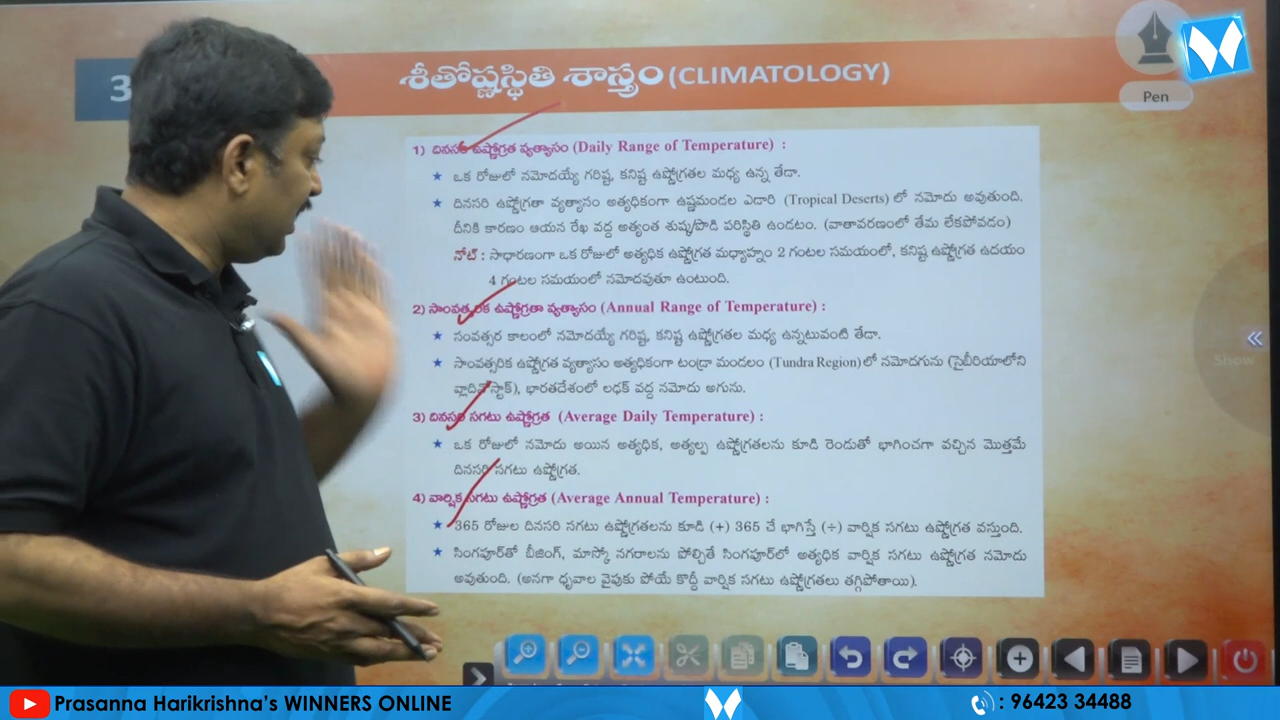 3
శీతోష్ణస్థితి శాస్త్రం (CLIMATOLOGY)
Pen
1) దినసరి ఉష్ణోగ్రత వ్యత్యాసం (Daily Range of Temperature) :
★ ఒక రోజులో నమోదయ్యే గరిష్ట, కనిష్ట ఉష్ణోగ్రతల మధ్య ఉన్న తేడా.
★ దినసరి ఉష్ణోగ్రతా వ్యత్యాసం అత్యధికంగా ఉష్ణమండల ఎడారి (Tropical Deserts) లో నమోదు అవుతుంది.
దీనికి కారణం ఆయన రేఖ వద్ద అత్యంత శుష్క/పొడి పరిస్థితి ఉండటం. (వాతావరణంలో తేమ లేకపోవడం)
నోట్ : సాధారణంగా ఒక రోజులో అత్యధిక ఉష్ణోగ్రత మధ్యాహ్నం 2 గంటల సమయంలో, కనిష్ట ఉష్ణోగ్రత ఉదయం
4 గంటల సమయంలో నమోదవుతూ ఉంటుంది.
2) సాంవత్సరిక ఉష్ణోగ్రతా వ్యత్యాసం (Annual Range of Temperature) :
★ సంవత్సర కాలంలో నమోదయ్యే గరిష్ట, కనిష్ట ఉష్ణోగ్రతల మధ్య ఉన్నటువంటి తేడా.
★ సాంవత్సరిక ఉష్ణోగ్రత వ్యత్యాసం అత్యధికంగా టండ్రా మండలం (Tundra Region) లో నమోదగును (సైబీరియాలోని
వ్లాదివోస్టాక్), భారతదేశంలో లధక్ వద్ద నమోదు అగును.
3) దినసరి సగటు ఉష్ణోగ్రత (Average Daily Temperature) :
★ ఒక రోజులో నమోదు అయిన అత్యధిక, అత్యల్ప ఉష్ణోగ్రతలను కూడి రెండుతో భాగించగా వచ్చిన మొత్తమే
దినసరి సగటు ఉష్ణోగ్రత.
4) వార్షిక సగటు ఉష్ణోగ్రత (Average Annual Temperature) :
★ 365 రోజుల దినసరి సగటు ఉష్ణోగ్రతలను కూడి (+) 365 చే భాగిస్తే (÷) వార్షిక సగటు ఉష్ణోగ్రత వస్తుంది.
★ సింగపూర్‌తో బీజింగ్, మాస్కో నగరాలను పోల్చితే సింగపూర్‌లో అత్యధిక వార్షిక సగటు ఉష్ణోగ్రత నమోదు
అవుతుంది. (అనగా ధృవాల వైపుకు పోయే కొద్దీ వార్షిక సగటు ఉష్ణోగ్రతలు తగ్గిపోతాయి).
Show
Prasanna Harikrishna's WINNERS ONLINE
: 96423 34488